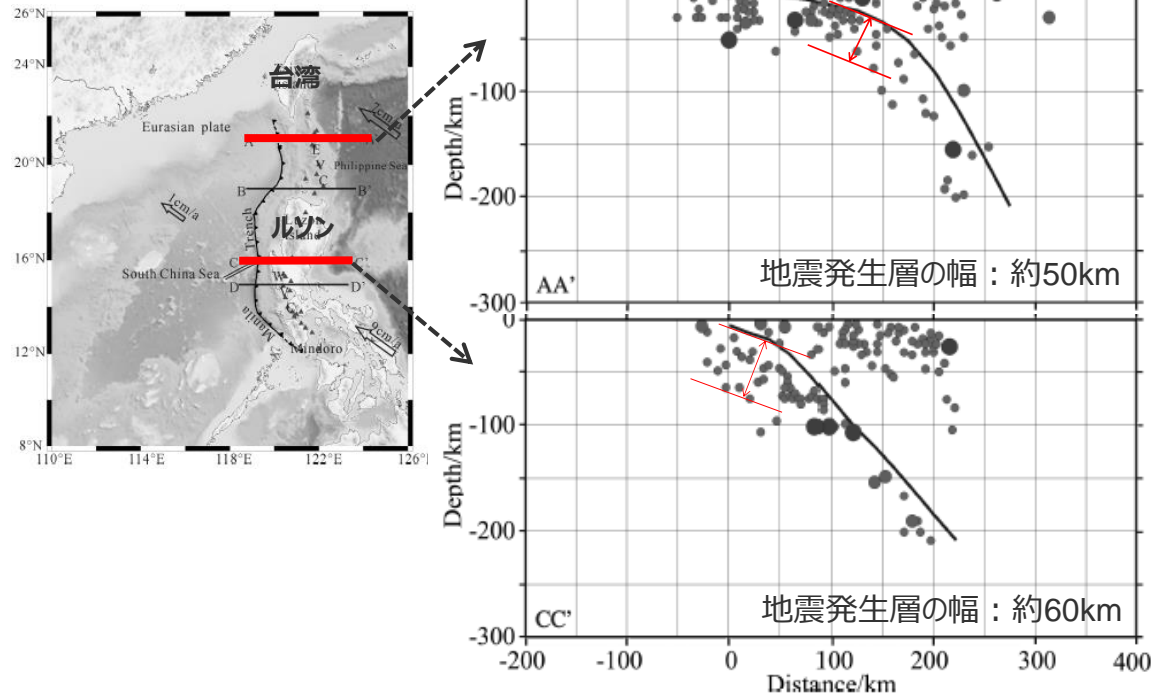 26°N
24°N
20°N
16°N
12°N
8°N
110°E
114°E
118°E
122°E
126°E
台湾
Eurasian plate
2cm/a
A
E
V
C
Philippine Sea
B
B'
1cm/a
Trench
ルソン
Island
C
C'
South China Sea
W
D
D'
Manila
9cm/a
Mindoro
Depth/km
-100
-200
-300
AA’
地震発生層の幅：約50km
Depth/km
0
-100
-200
-300
CC’
地震発生層の幅：約60km
-200
-100
0
100
200
300
400
Distance/km